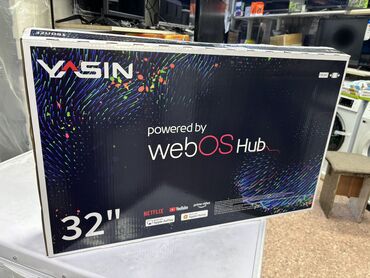 YASIN
powered by
webOS Hub
32"
NETFLIX YouTube prime video